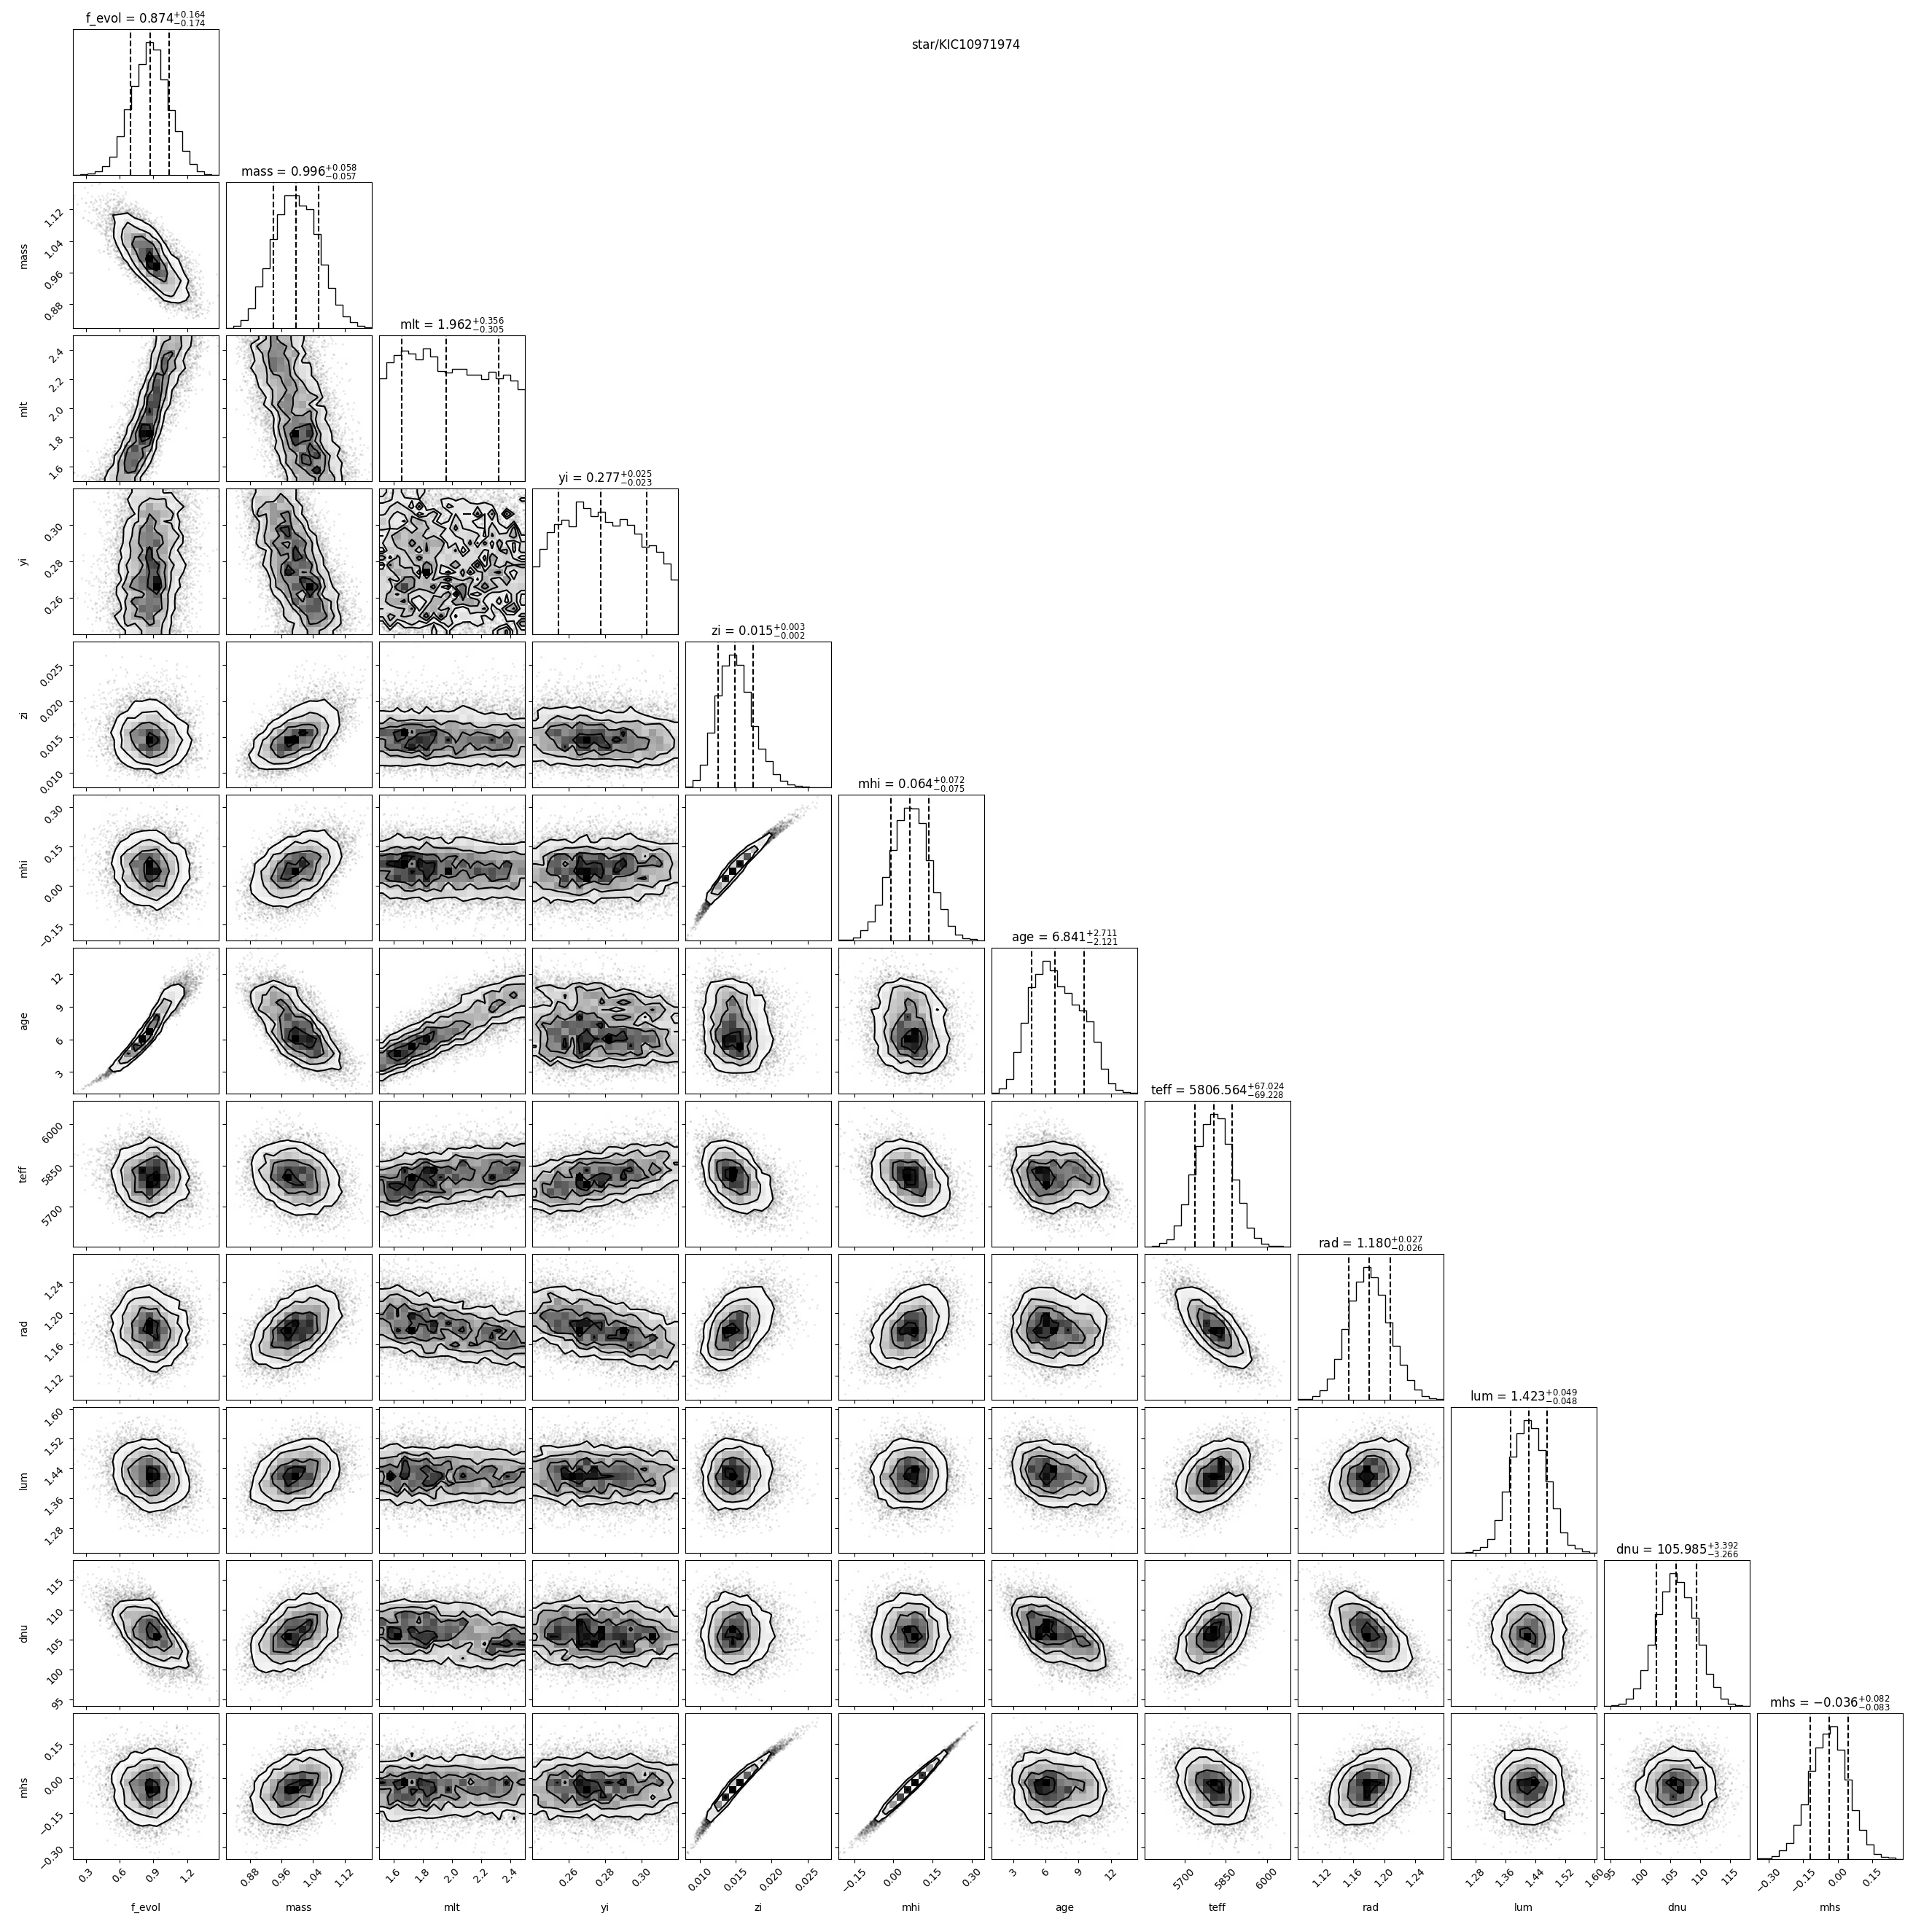 star/KIC10971974
f_evol = 0.874+0.164−0.174
mass = 0.996+0.058−0.057
1.12
1.04
0.96
0.88
mass
mlt = 1.962+0.356−0.305
2.4
2.2
2.0
1.8
1.6
mlt
yi = 0.277+0.025−0.023
0.30
0.28
0.26
yi
zi = 0.015+0.003−0.002
0.025
0.020
0.015
0.010
zi
mhi = 0.064+0.072−0.075
0.30
0.15
0.00
−0.15
mhi
age = 6.841+2.711−2.121
12
9
6
3
age
teff = 5806.564+67.024−69.228
6000
5850
5700
teff
rad = 1.180+0.027−0.026
1.24
1.20
1.16
1.12
rad
lum = 1.423+0.049−0.048
1.60
1.52
1.44
1.36
1.28
lum
dnu = 105.985+3.392−3.266
115
110
105
100
95
dnu
mhs = −0.036+0.082−0.083
0.15
0.00
−0.15
−0.30
mhs
0.3 0.6 0.9 1.2
0.88 0.96 1.04 1.12
1.6 1.8 2.0 2.2 2.4
0.26 0.28 0.30
0.010 0.015 0.020 0.025
−0.15 0.00 0.15 0.30
3 6 9 12
5700 5850 6000
1.12 1.16 1.20 1.24
1.28 1.36 1.44 1.52 1.60
95 100 105 110 115
−0.30 −0.15 0.00 0.15
f_evol mass mlt yi zi mhi age teff rad lum dnu mhs